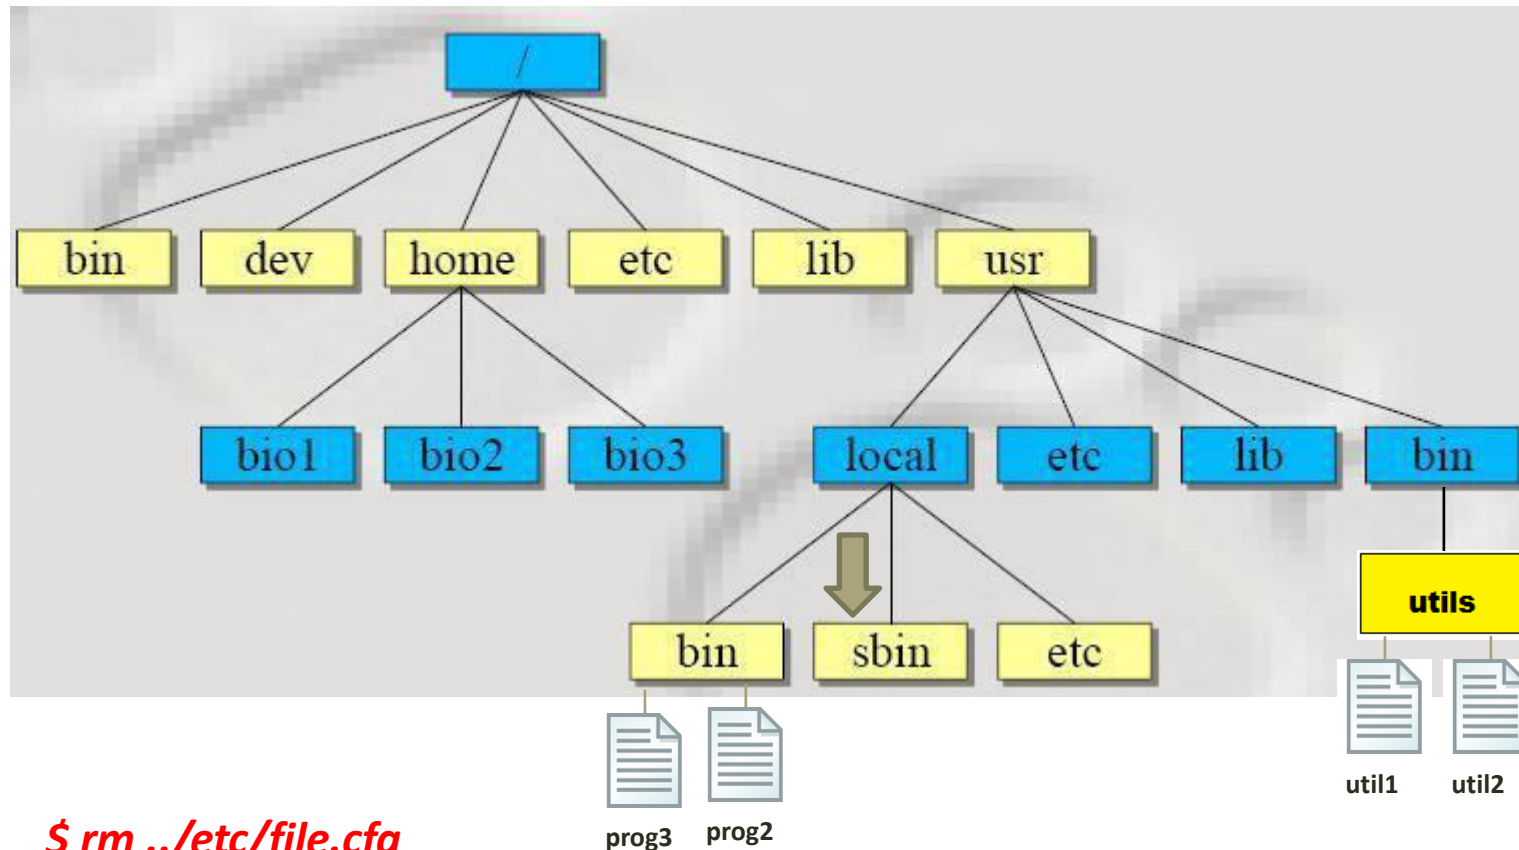 /
bin dev home etc lib usr
bio1 bio2 bio3 local etc lib bin
utils
bin sbin etc
util1 util2
prog3 prog2
$ rm ../etc/file.cfg